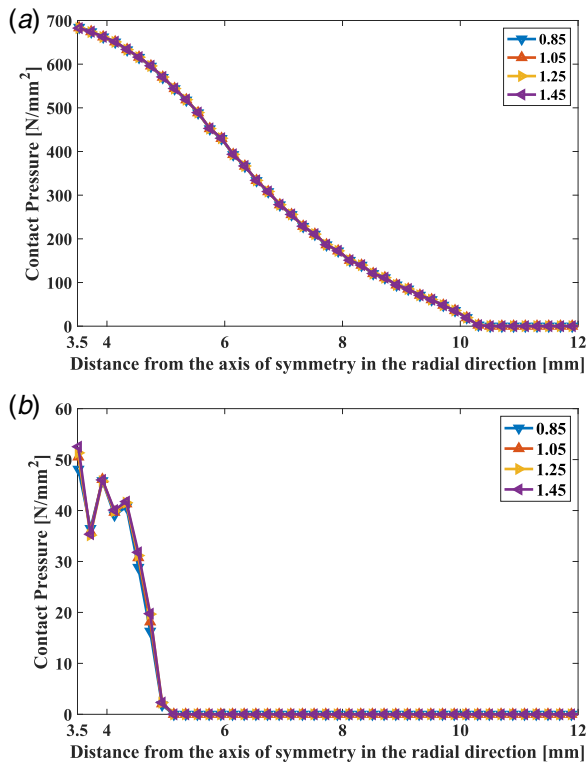 (a)
700
600
500
400
300
200
100
0
Contact Pressure [N/mm²]
0.85
1.05
1.25
1.45
3.5 4 6 8 10 12
Distance from the axis of symmetry in the radial direction [mm]
(b)
60
50
40
30
20
10
0
Contact Pressure [N/mm²]
0.85
1.05
1.25
1.45
3.5 4 6 8 10 12
Distance from the axis of symmetry in the radial direction [mm]